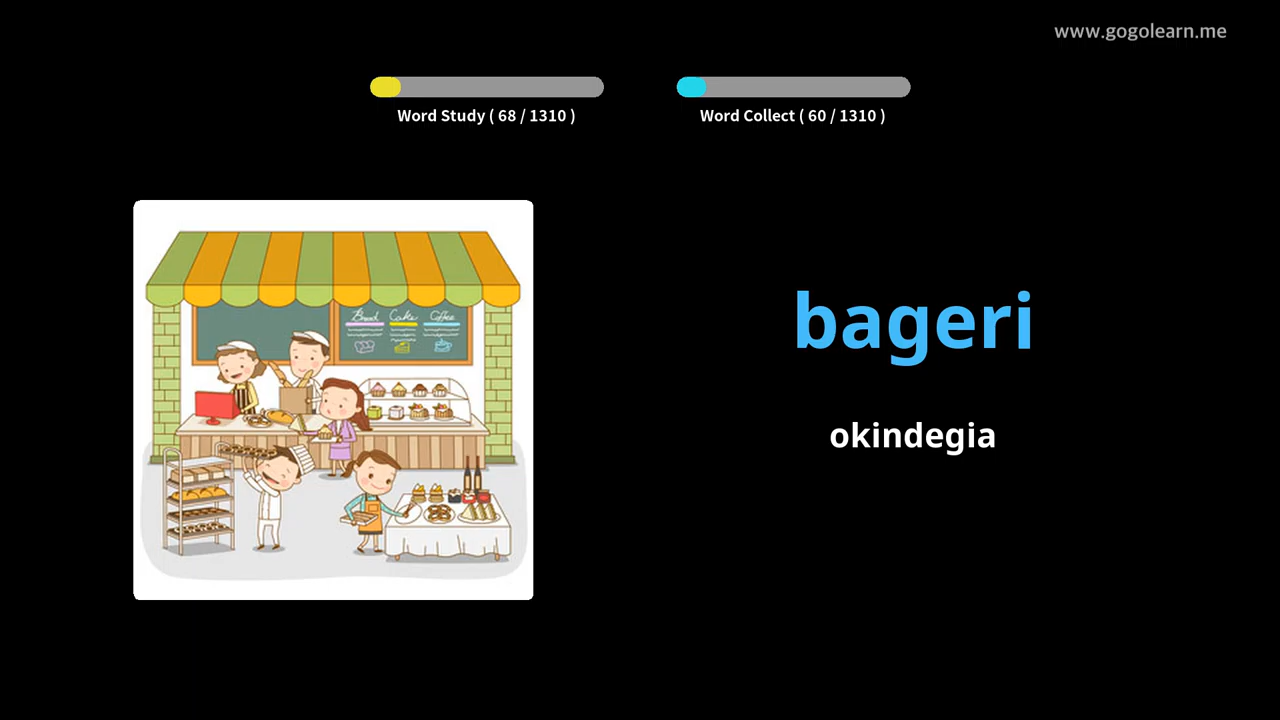 www.gogolearn.me
Word Study ( 68 / 1310 )
Word Collect ( 60 / 1310 )
Bread Cake Coffee
bageri
okindegia